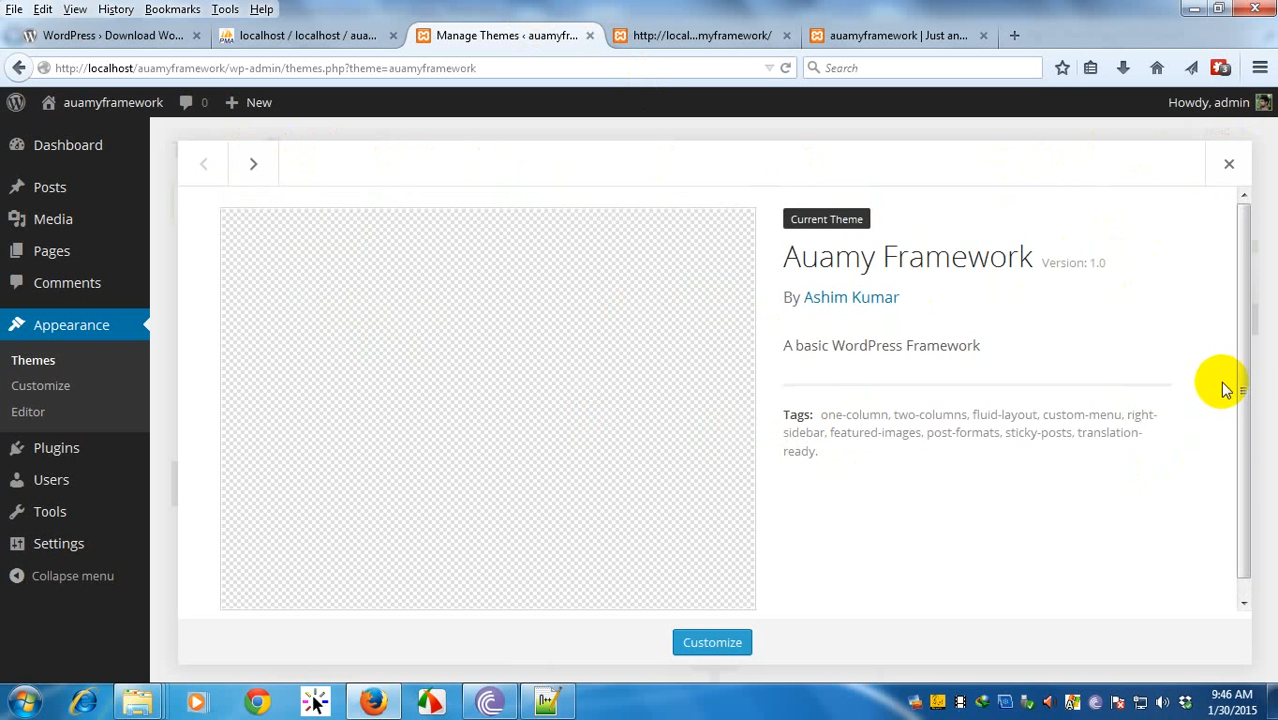 File Edit View History Bookmarks Tools Help
WordPress › Download Wo... × localhost / localhost / aua... × Manage Themes ‹ auamyfr... × http://local...myframework/ × auamyframework | Just an... × +
http://localhost/auamyframework/wp-admin/themes.php?theme=auamyframework Search 3
auamyframework 0 + New Howdy, admin
Dashboard
Posts
Media
Pages
Comments
Appearance
Themes
Customize
Editor
Plugins
Users
Tools
Settings
Collapse menu
Current Theme
Auamy Framework Version: 1.0
By Ashim Kumar
A basic WordPress Framework
Tags: one-column, two-columns, fluid-layout, custom-menu, right-
sidebar, featured-images, post-formats, sticky-posts, translation-
ready.
Customize
9:46 AM
1/30/2015